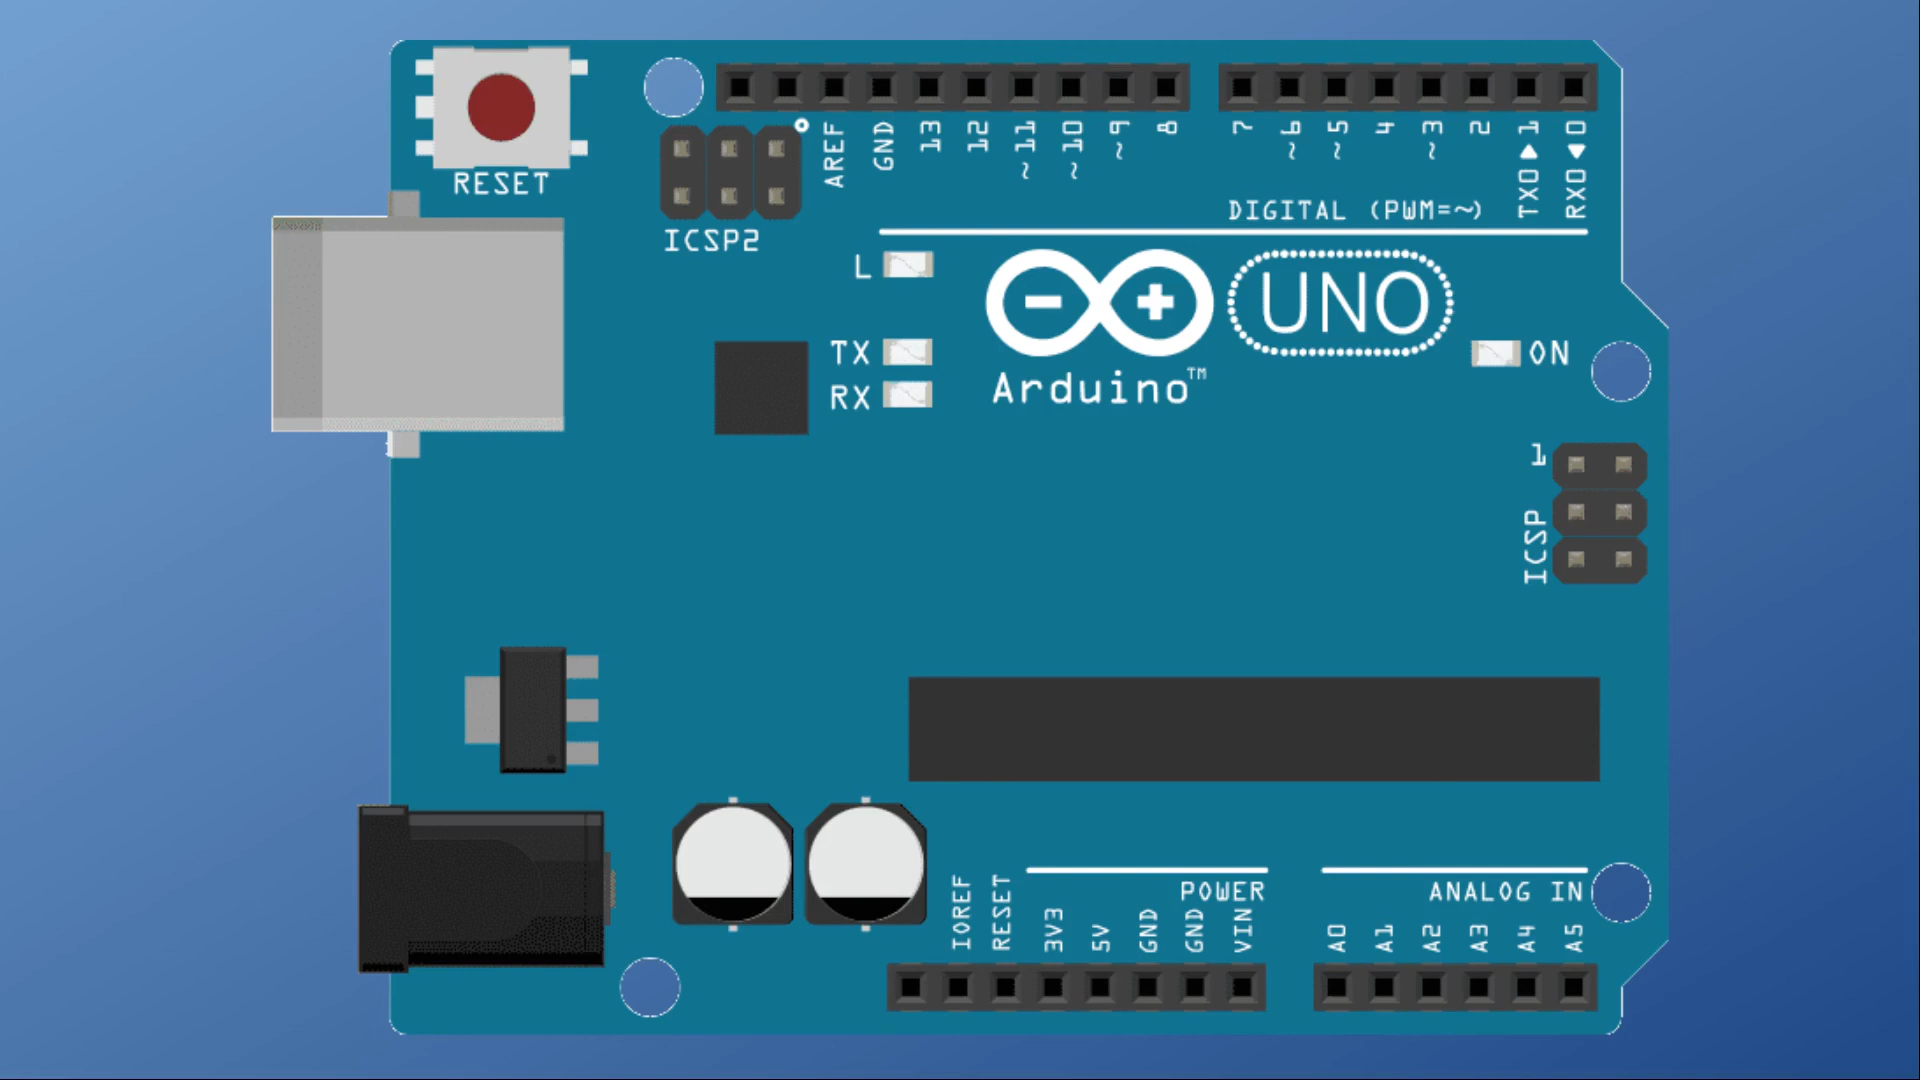 RESET
AREF
GND
13
12
~11
~10
~9
8
7
~6
~5
4
~3
2
TX0▶1
RX0◀0
DIGITAL (PWM=~)
ICSP2
L
TX
RX
Arduino™
UNO
ON
1
ICSP
POWER
ANALOG IN
IOREF
RESET
3V3
5V
GND
GND
VIN
A0
A1
A2
A3
A4
A5